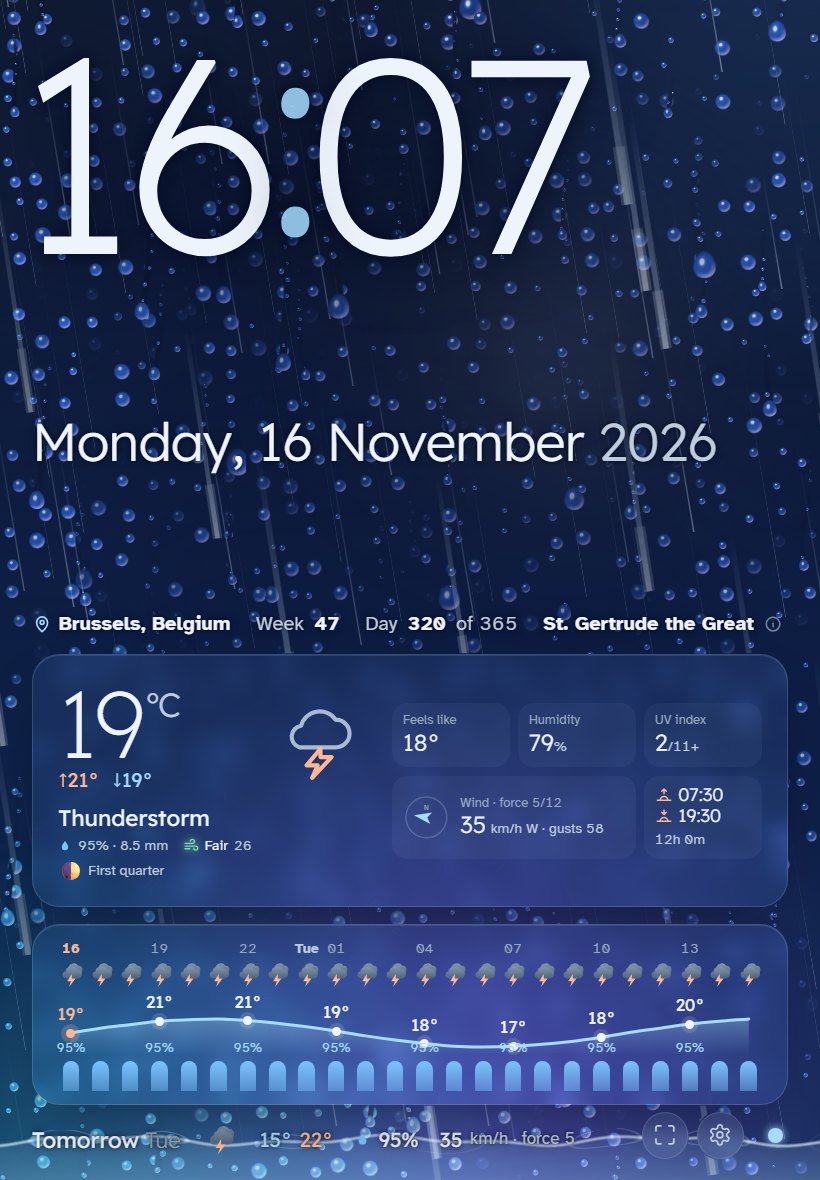 16:07
Monday, 16 November 2026
Brussels, Belgium Week 47 Day 320 of 365 St. Gertrude the Great
19°C
↑21° ↓19°
Thunderstorm
95% · 8.5 mm Fair 26
First quarter
Feels like
18°
Humidity
79%
UV index
2/11+
N
Wind · force 5/12
35 km/h W · gusts 58
07:30
19:30
12h 0m
16 19 22 Tue 01 04 07 10 13
19° 21° 21° 19° 18° 17° 18° 20°
95% 95% 95% 95% 95% 95% 95% 95%
Tomorrow Tue 15° 22° 95% 35 km/h · force 5